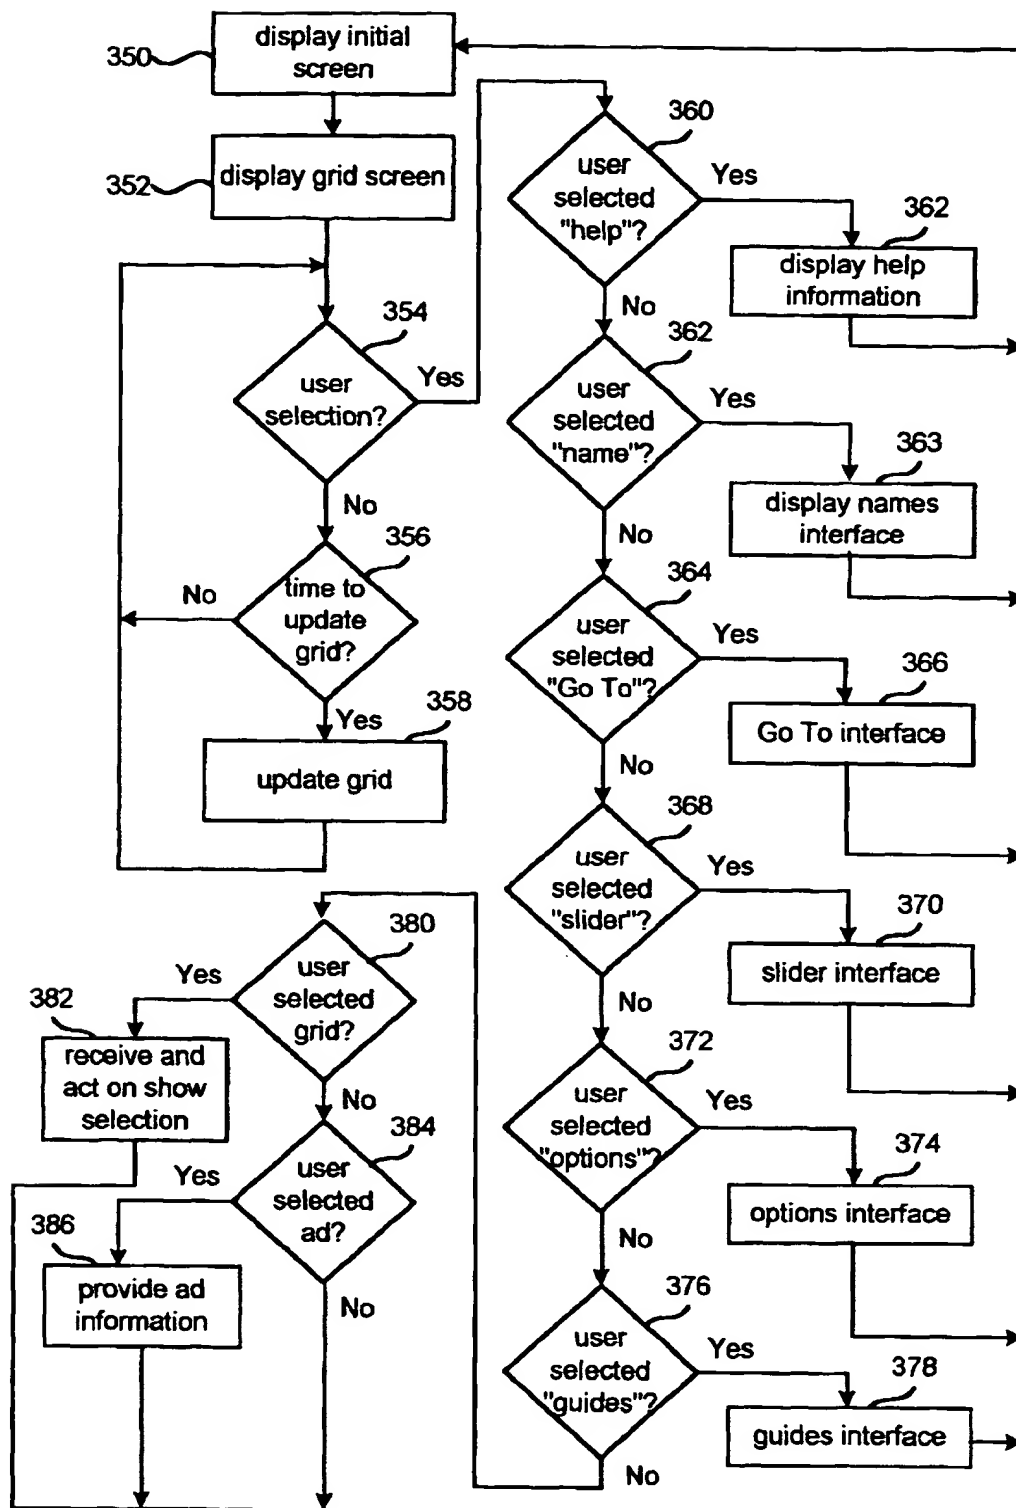 350
display initial
screen
352
display grid screen
354
user
selection?
Yes
No
356
time to
update
grid?
No
Yes
358
update grid
360
user
selected
"help"?
Yes
362
display help
information
No
362
user
selected
"name"?
Yes
363
display names
interface
No
364
user
selected
"Go To"?
Yes
366
Go To interface
No
368
user
selected
"slider"?
Yes
370
slider interface
No
372
user
selected
"options"?
Yes
374
options interface
No
376
user
selected
"guides"?
Yes
378
guides interface
No
380
user
selected
grid?
Yes
382
receive and
act on show
selection
No
384
user
selected
ad?
Yes
386
provide ad
information
No